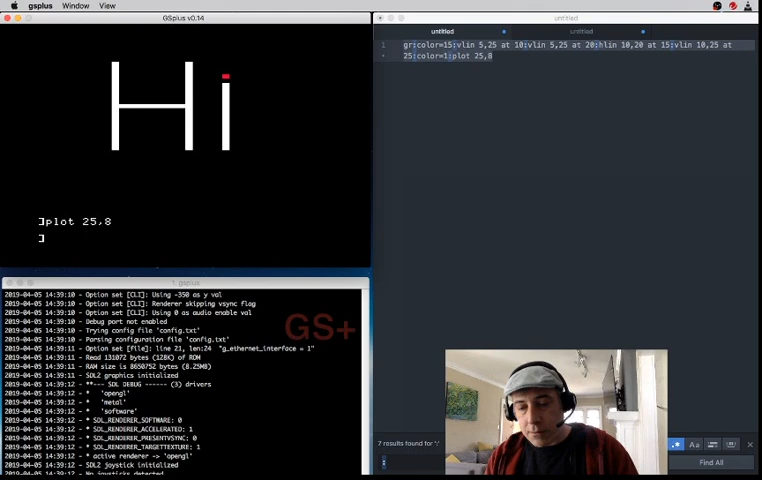 gsplus Window View
GSplus v0.14
Hi
]plot 25,8
]
1. gsplus
2019-04-05 14:39:10 - Option set [CLI]: Using -350 as y val
2019-04-05 14:39:10 - Option set [CLI]: Renderer skipping vsync flag
2019-04-05 14:39:10 - Option set [CLI]: Using 0 as audio enable val
2019-04-05 14:39:10 - Debug port not enabled
2019-04-05 14:39:10 - Trying config file 'config.txt'
2019-04-05 14:39:10 - Parsing configuration file 'config.txt'
2019-04-05 14:39:11 - Option set [file]: line 21, len:24 "g_ethernet_interface = 1"
2019-04-05 14:39:11 - Read 131072 bytes (128K) of ROM
2019-04-05 14:39:11 - RAM size is 8650752 bytes (8.25MB)
2019-04-05 14:39:11 - SDL2 graphics initialized
2019-04-05 14:39:12 - **--- SDL DEBUG ------ (3) drivers
2019-04-05 14:39:12 - * 'opengl'
2019-04-05 14:39:12 - * 'metal'
2019-04-05 14:39:12 - * 'software'
2019-04-05 14:39:12 - * SDL_RENDERER_SOFTWARE: 0
2019-04-05 14:39:12 - * SDL_RENDERER_ACCELERATED: 1
2019-04-05 14:39:12 - * SDL_RENDERER_PRESENTVSYNC: 0
2019-04-05 14:39:12 - * SDL_RENDERER_TARGETTEXTURE: 1
2019-04-05 14:39:12 - * active renderer -> 'opengl'
2019-04-05 14:39:12 - SDL2 joystick initialized
2019-04-05 14:39:12 - No joysticks detected
GS+
untitled
untitled untitled
1 gr:color=15:vlin 5,25 at 10:vlin 5,25 at 20:hlin 10,20 at 15:vlin 10,25 at
25:color=1:plot 25,8
7 results found for ':'
:
.* Aa
Find All